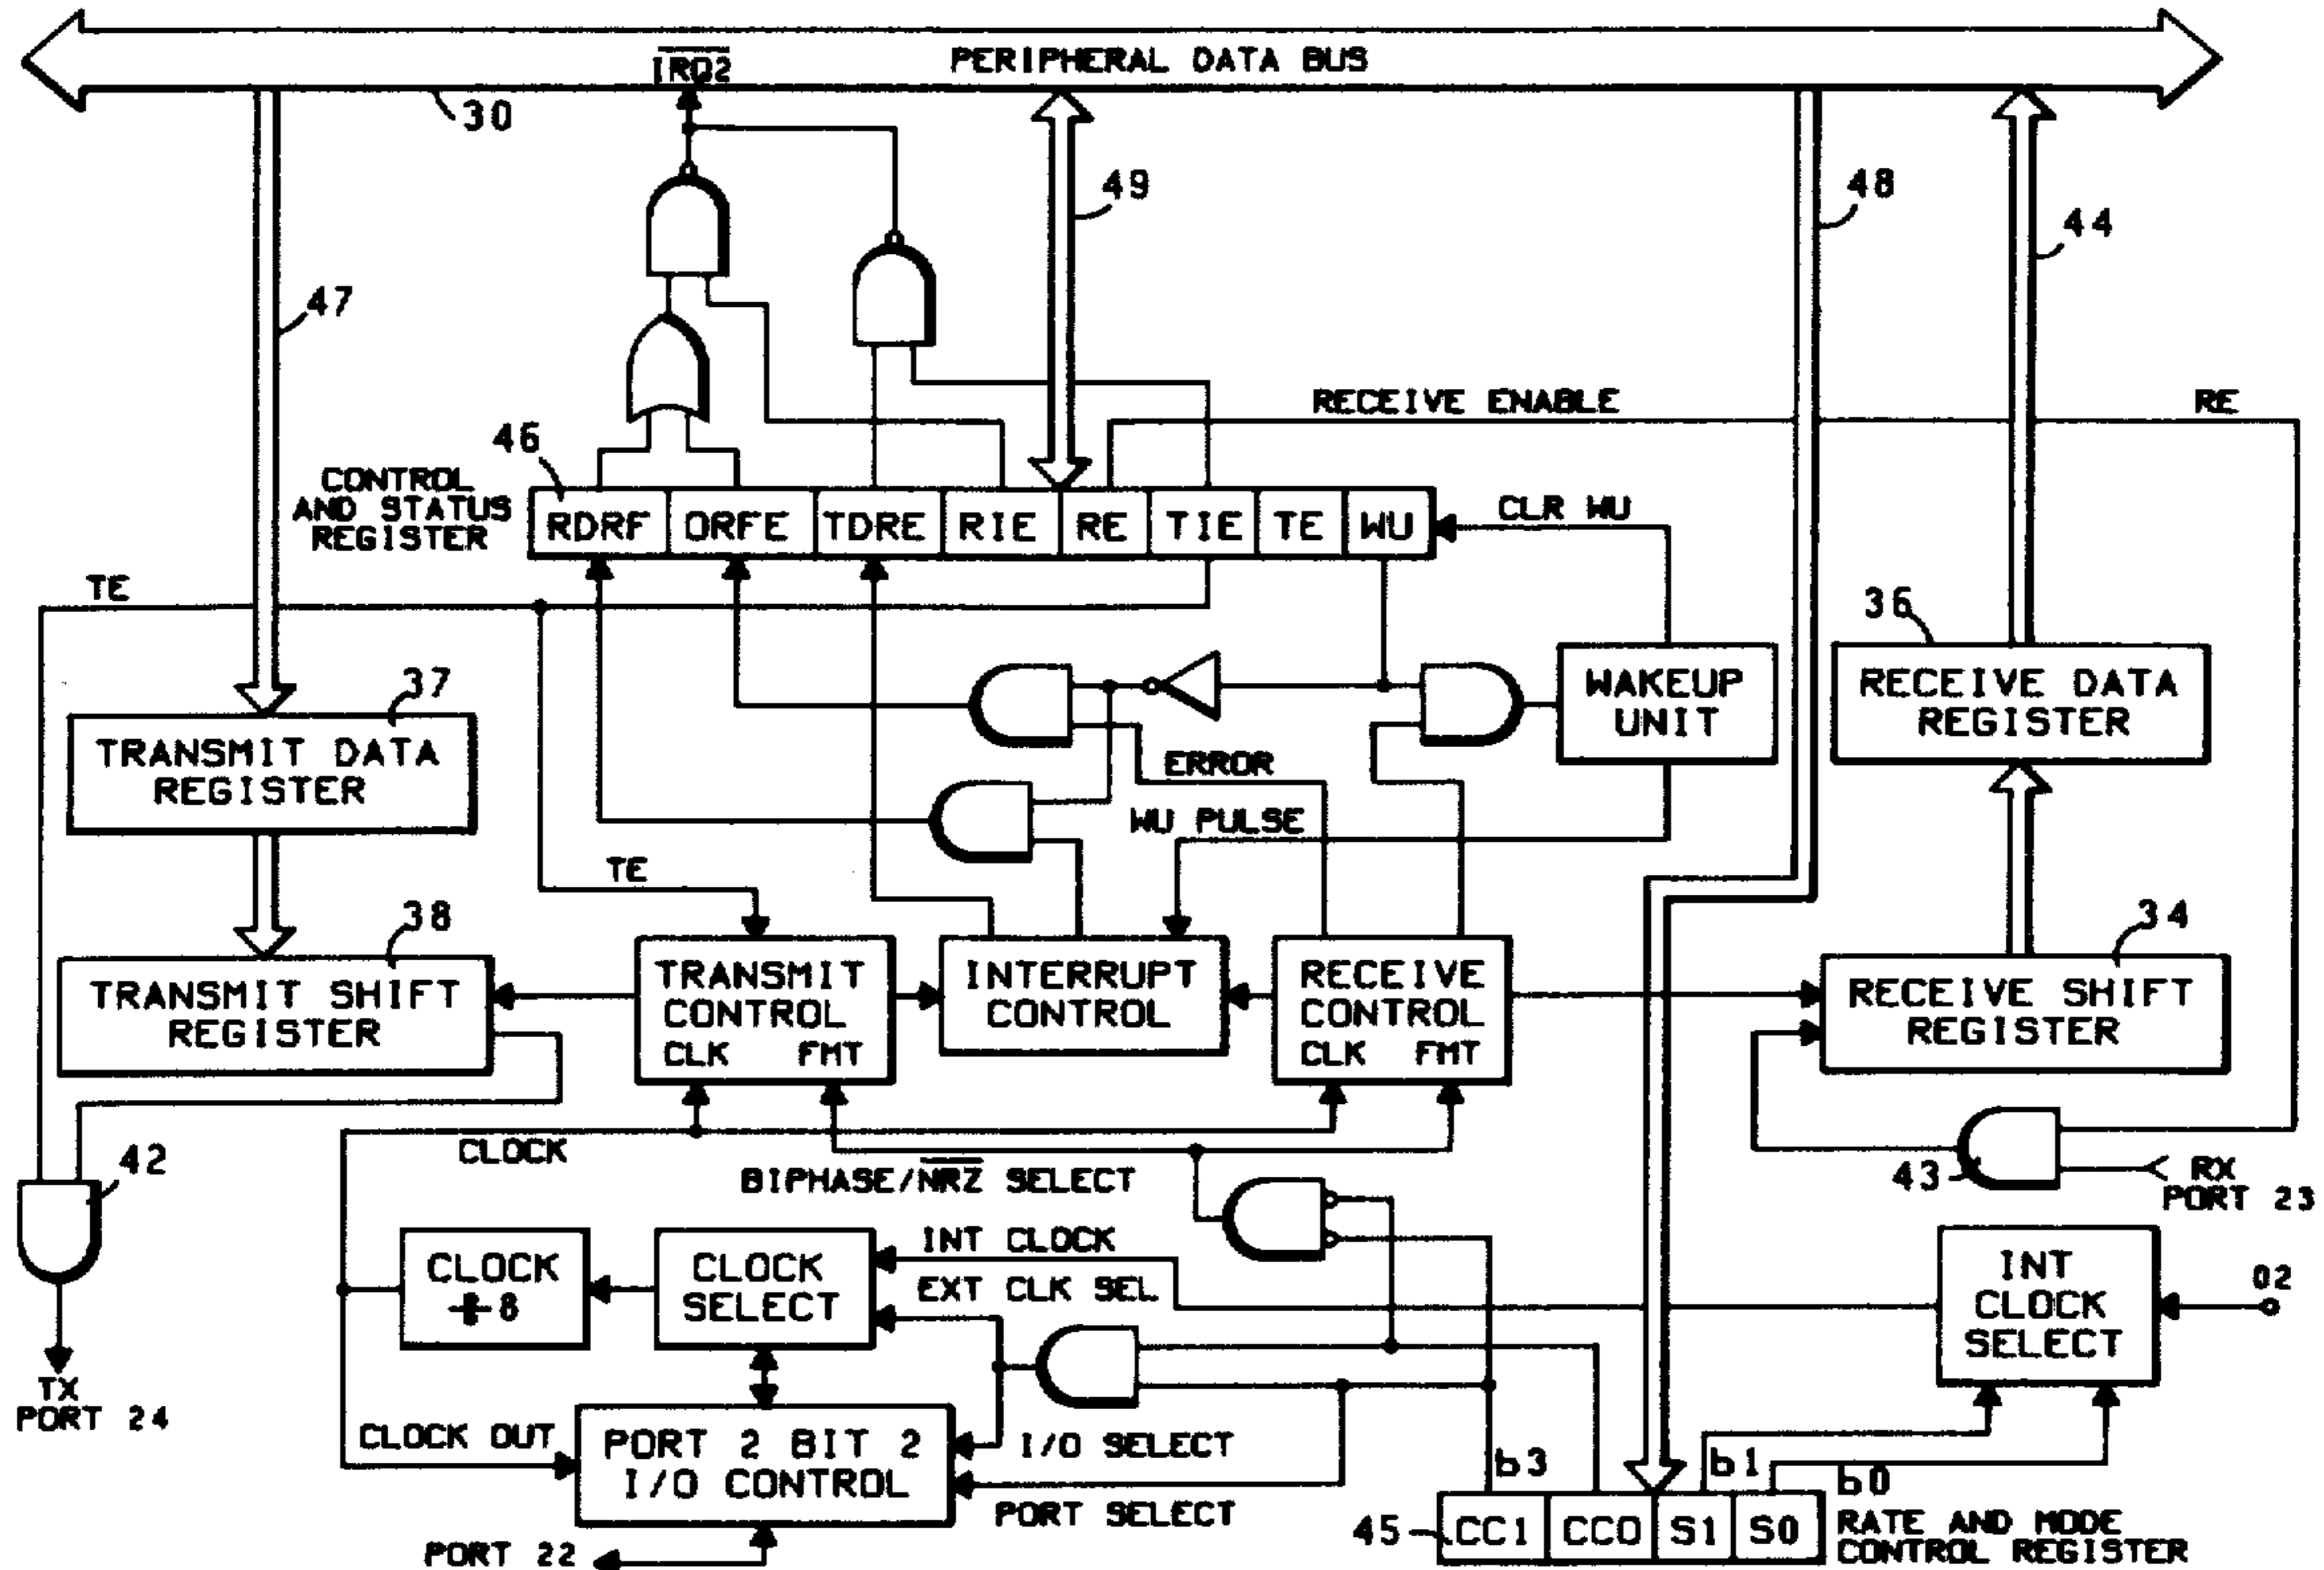 PERIPHERAL DATA BUS
IRQ2
30
49
48
44
47
RECEIVE ENABLE
RE
46
CONTROL
AND STATUS
REGISTER
RDRF ORFE TDRE RIE RE TIE TE WU
CLR WU
TE
36
37
WAKEUP
UNIT
RECEIVE DATA
REGISTER
TRANSMIT DATA
REGISTER
ERROR
WU PULSE
TE
38
34
TRANSMIT SHIFT
REGISTER
TRANSMIT
CONTROL
CLK FMT
INTERRUPT
CONTROL
RECEIVE
CONTROL
CLK FMT
RECEIVE SHIFT
REGISTER
CLOCK
42
BIPHASE/NRZ SELECT
43
RX
PORT 23
CLOCK
÷8
CLOCK
SELECT
INT CLOCK
EXT CLK SEL
INT
CLOCK
SELECT
02
TX
PORT 24
CLOCK OUT
PORT 2 BIT 2
I/O CONTROL
I/O SELECT
PORT SELECT
b3
b1
b0
PORT 22
45
CC1 CC0 S1 S0
RATE AND MODE
CONTROL REGISTER